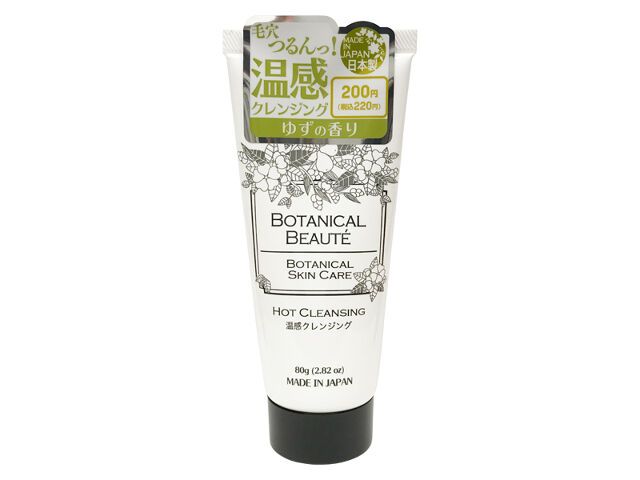 毛穴
つるんっ!
温感
クレンジング
ゆずの香り
MADE IN JAPAN
日本製
200円
(税込220円)
BOTANICAL
BEAUTÉ
BOTANICAL
SKIN CARE
HOT CLEANSING
温感クレンジング
80g (2.82 oz)
MADE IN JAPAN